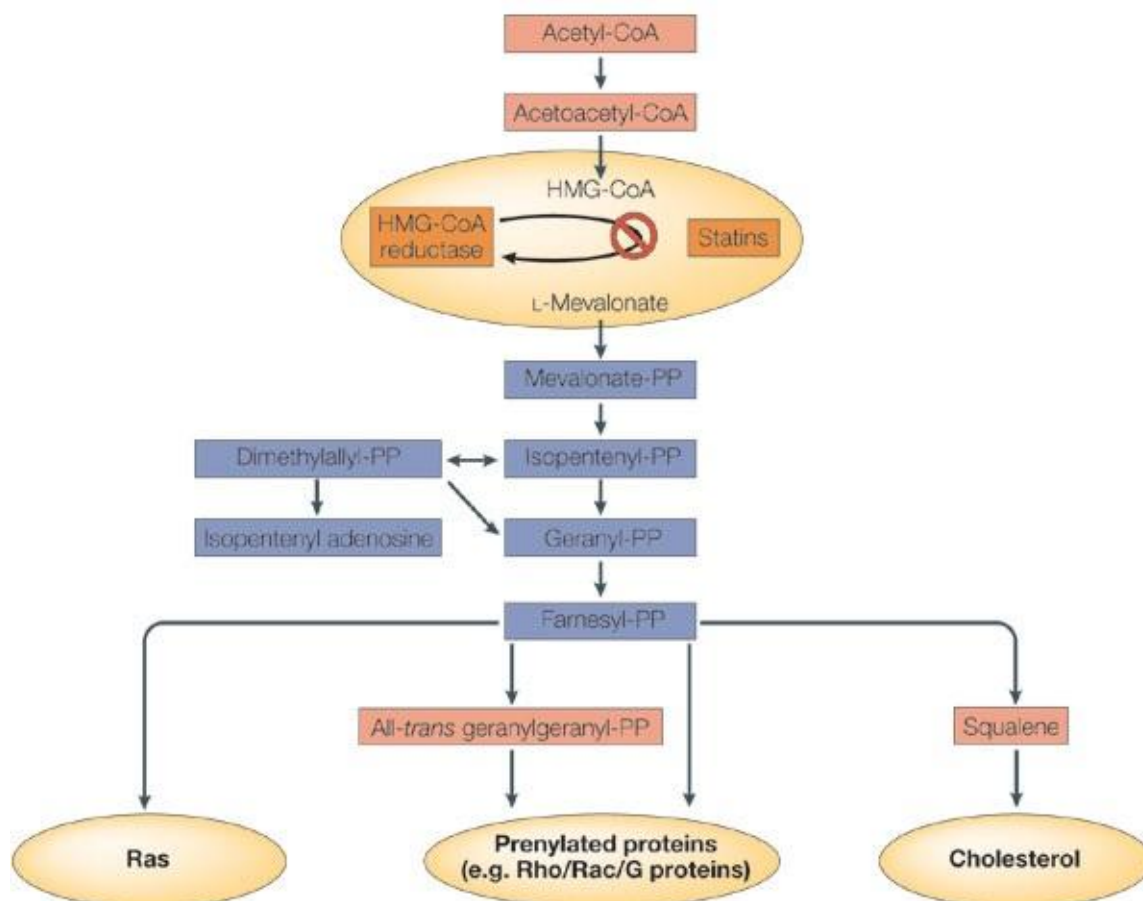 Acetyl-CoA
Acetoacetyl-CoA
HMG-CoA
HMG-CoA
reductase
Statins
L-Mevalonate
Mevalonate-PP
Dimethylallyl-PP
Isopentenyl-PP
Isopentenyl adenosine
Geranyl-PP
Farnesyl-PP
All-trans geranylgeranyl-PP
Squalene
Ras
Prenylated proteins
(e.g. Rho/Rac/G proteins)
Cholesterol